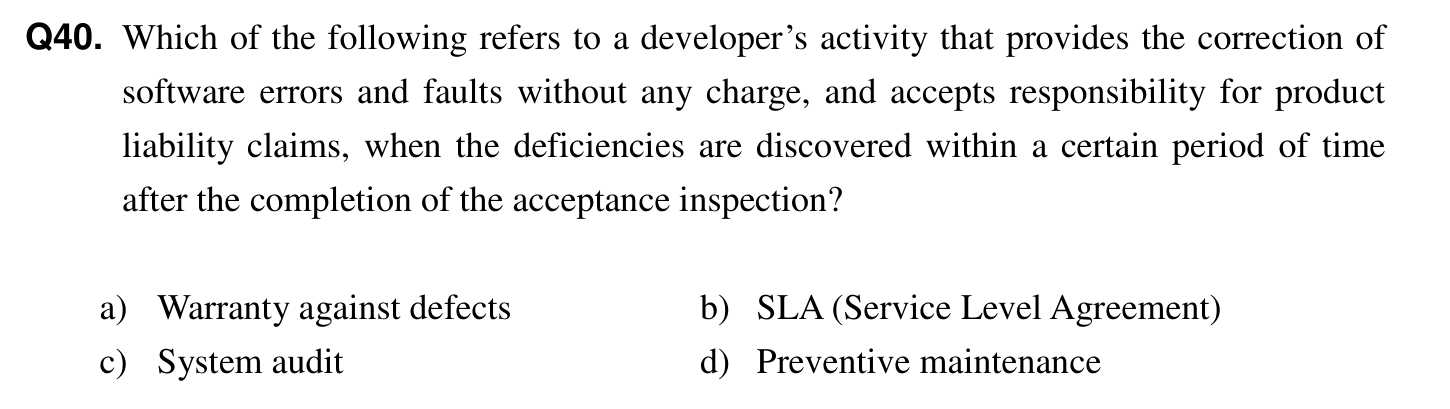 Q40. Which of the following refers to a developer’s activity that provides the correction of
software errors and faults without any charge, and accepts responsibility for product
liability claims, when the deficiencies are discovered within a certain period of time
after the completion of the acceptance inspection?
a) Warranty against defects b) SLA (Service Level Agreement)
c) System audit d) Preventive maintenance